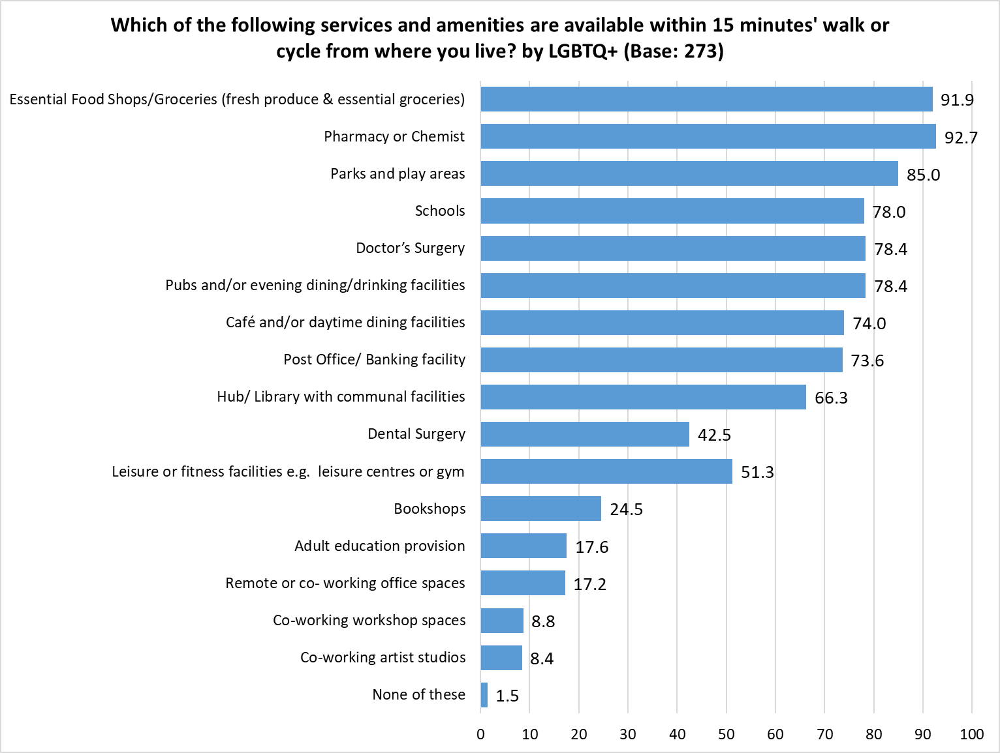 Which of the following services and amenities are available within 15 minutes' walk or
cycle from where you live? by LGBTQ+ (Base: 273)
Essential Food Shops/Groceries (fresh produce & essential groceries) 91.9
Pharmacy or Chemist 92.7
Parks and play areas 85.0
Schools 78.0
Doctor’s Surgery 78.4
Pubs and/or evening dining/drinking facilities 78.4
Café and/or daytime dining facilities 74.0
Post Office/ Banking facility 73.6
Hub/ Library with communal facilities 66.3
Dental Surgery 42.5
Leisure or fitness facilities e.g.  leisure centres or gym 51.3
Bookshops 24.5
Adult education provision 17.6
Remote or co- working office spaces 17.2
Co-working workshop spaces 8.8
Co-working artist studios 8.4
None of these 1.5
0 10 20 30 40 50 60 70 80 90 100